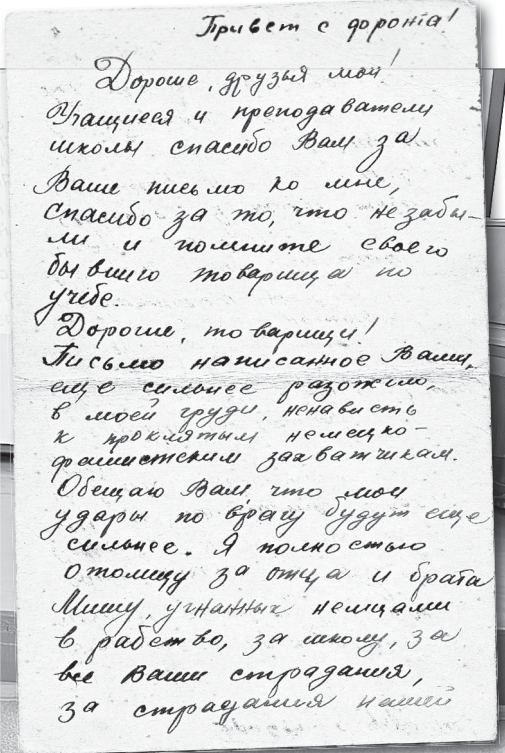 Привет с фронта!
Дорогие, друзья мои!
Учащиеся и преподаватели
школы спасибо Вам за
Ваше письмо ко мне,
спасибо за то, что незабы-
ли и помните своего
бывшего товарища по
учебе.
Дорогие, товарищи!
Письмо написанное Вами,
еще сильнее разожгло,
в моей груди, ненависть
к проклятым немецко-
фашистским захватчикам.
Обещаю Вам, что мои
удары по врагу будут еще
сильнее. Я полностью
отомщу за отца и брата
Мишу, угнанных немцами
в рабство, за школу, за
все Ваши страдания,
за страдания нашей